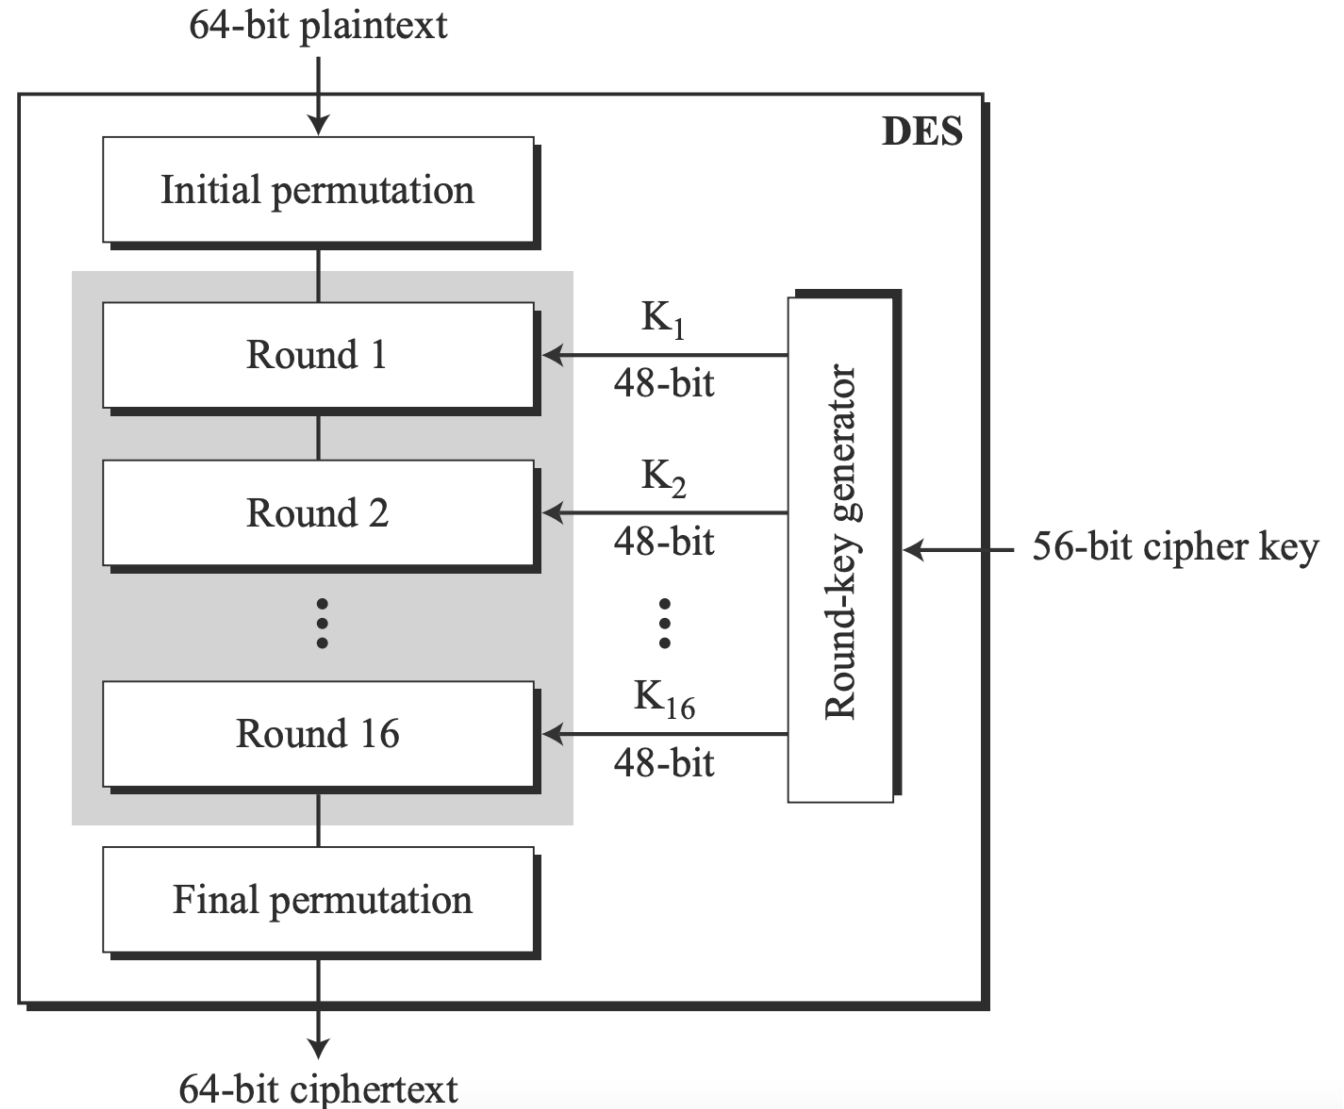 64-bit plaintext
DES
Initial permutation
Round 1
K₁
48-bit
Round 2
K₂
48-bit
Round-key generator
56-bit cipher key
Round 16
K₁₆
48-bit
Final permutation
64-bit ciphertext